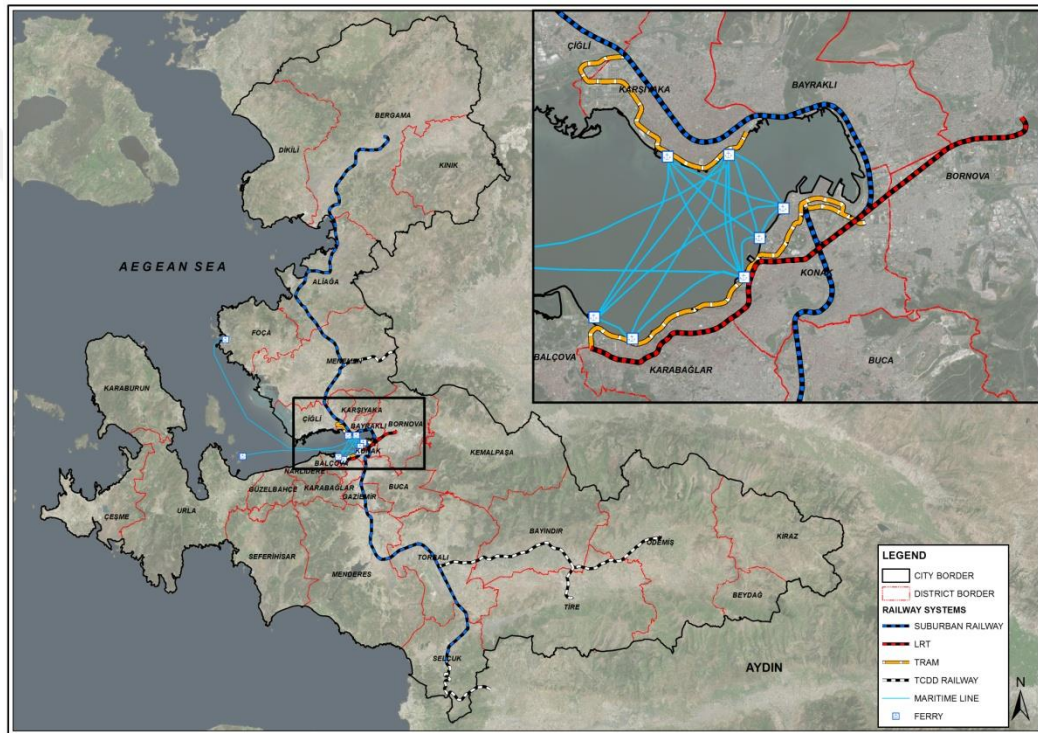 BERGAMA
DİKİLİ
KINIK
AEGEAN SEA
ALİAĞA
FOÇA
MENEMEN
KARABURUN
ÇİĞLİ
KARŞIYAKA
BAYRAKLI
BORNOVA
KONAK
BALÇOVA
NARLIDERE
KEMALPAŞA
GÜZELBAHÇE
KARABAĞLAR
BUCA
GAZİEMİR
ÇEŞME
URLA
SEFERİHİSAR
MENDERES
TORBALI
BAYINDIR
ÖDEMİŞ
KİRAZ
TİRE
BEYDAĞ
SELÇUK
AYDIN
ÇİĞLİ
KARŞIYAKA
BAYRAKLI
BORNOVA
KONAK
BALÇOVA
KARABAĞLAR
BUCA
LEGEND
CITY BORDER
DISTRICT BORDER
RAILWAY SYSTEMS
SUBURBAN RAILWAY
LRT
TRAM
TCDD RAILWAY
MARITIME LINE
FERRY
N